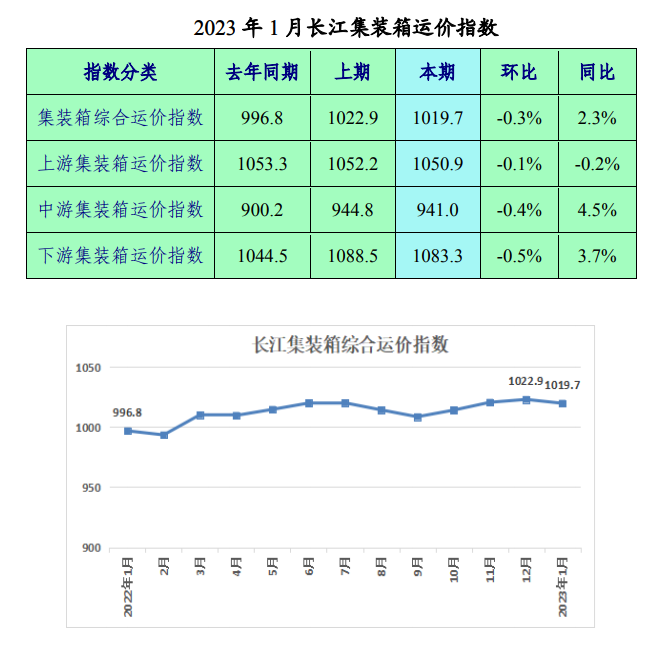 2023 年 1 月长江集装箱运价指数
指数分类 去年同期 上期 本期 环比 同比
集装箱综合运价指数 996.8 1022.9 1019.7 -0.3% 2.3%
上游集装箱运价指数 1053.3 1052.2 1050.9 -0.1% -0.2%
中游集装箱运价指数 900.2 944.8 941.0 -0.4% 4.5%
下游集装箱运价指数 1044.5 1088.5 1083.3 -0.5% 3.7%
长江集装箱综合运价指数
1050
1022.9 1019.7
996.8
1000
950
900
2022年1月 2月 3月 4月 5月 6月 7月 8月 9月 10月 11月 12月 2023年1月